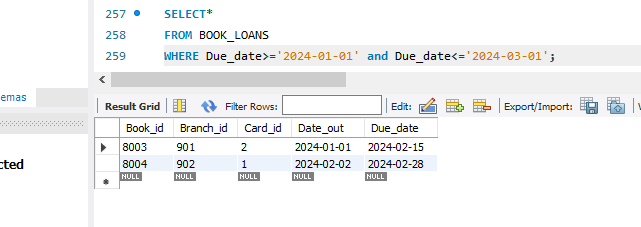 257 SELECT*
258 FROM BOOK_LOANS
259 WHERE Due_date>='2024-01-01' and Due_date<='2024-03-01';
emas
Result Grid Filter Rows: Edit: Export/Import:
Book_id Branch_id Card_id Date_out Due_date
8003 901 2 2024-01-01 2024-02-15
cted
8004 902 1 2024-02-02 2024-02-28
NULL NULL NULL NULL NULL